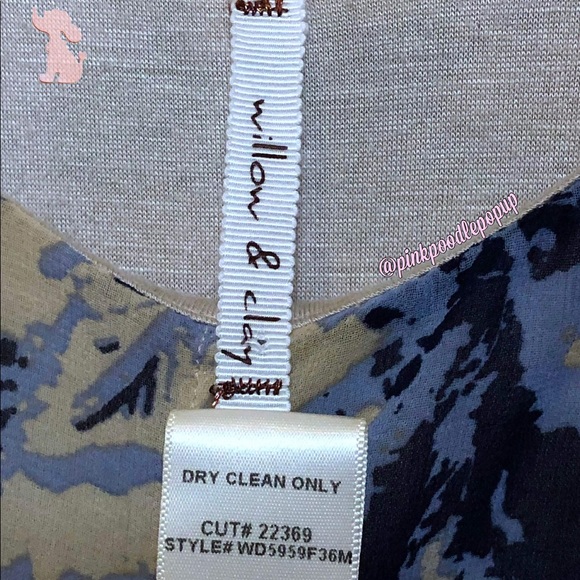 willow & clay
@pinkpoodlepopup
DRY CLEAN ONLY
CUT# 22369
STYLE# WD5959F36M